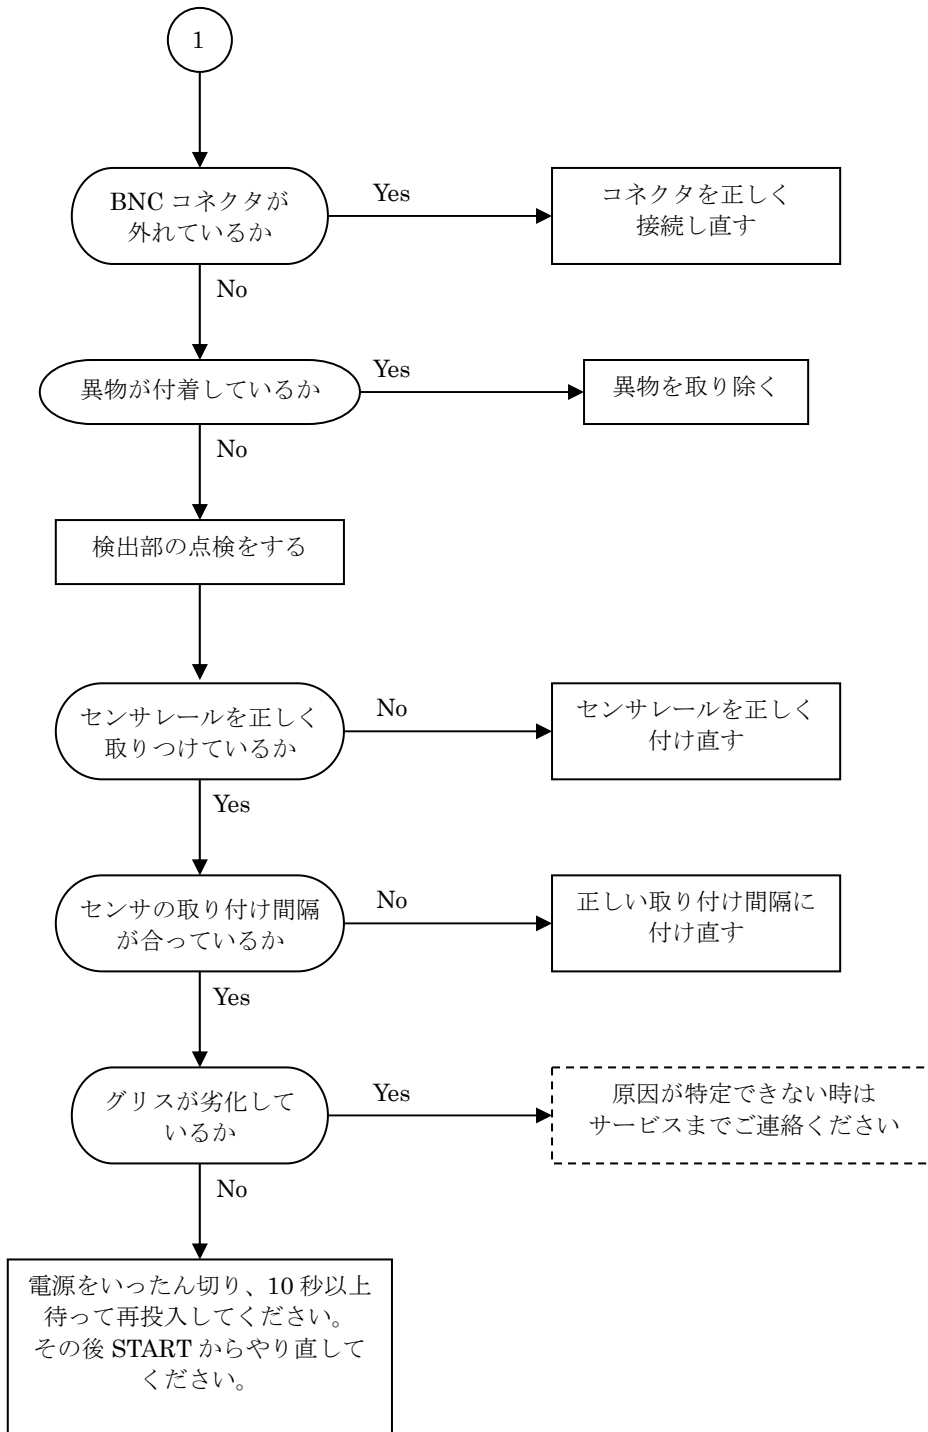 1
BNC コネクタが
外れているか
Yes
コネクタを正しく
接続し直す
No
異物が付着しているか
Yes
異物を取り除く
No
検出部の点検をする
センサレールを正しく
取りつけているか
No
センサレールを正しく
付け直す
Yes
センサの取り付け間隔
が合っているか
No
正しい取り付け間隔に
付け直す
Yes
グリスが劣化して
いるか
Yes
原因が特定できない時は
サービスまでご連絡ください
No
電源をいったん切り、10 秒以上
待って再投入してください。
その後 START からやり直して
ください。